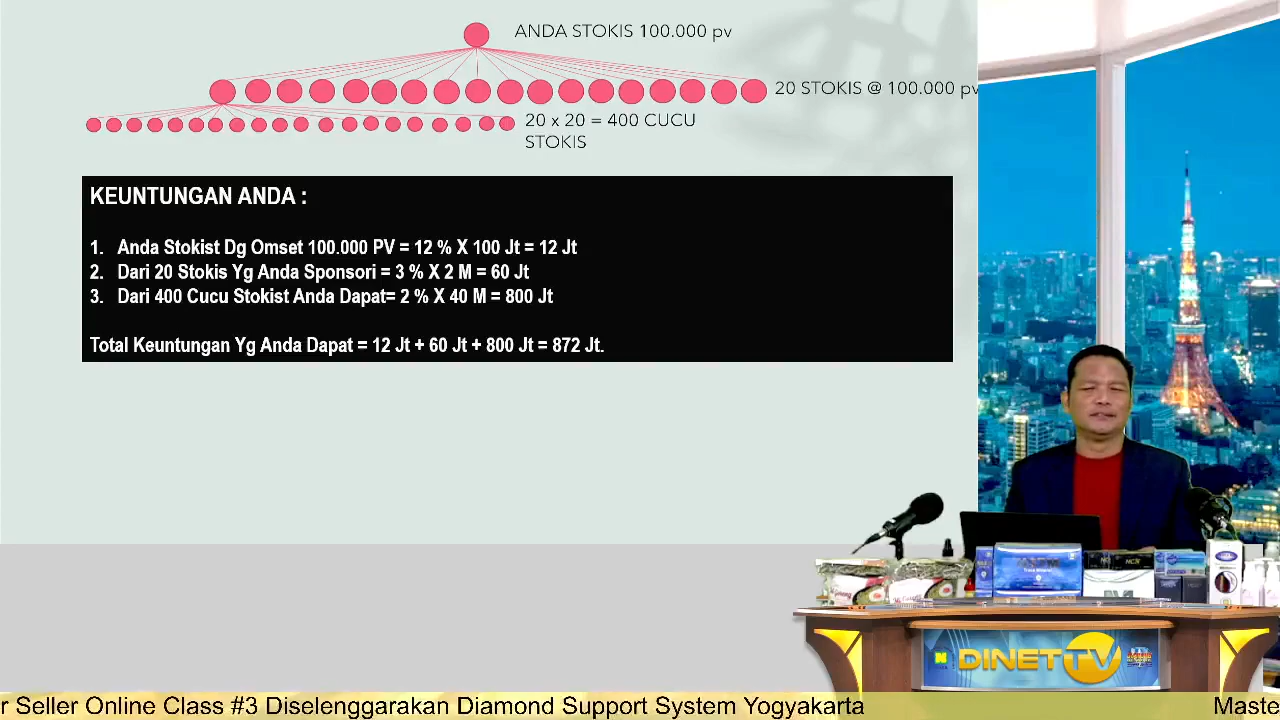 ANDA STOKIS 100.000 pv
20 STOKIS @ 100.000 pv
20 x 20 = 400 CUCU
STOKIS
KEUNTUNGAN ANDA :
1. Anda Stokist Dg Omset 100.000 PV = 12 % X 100 Jt = 12 Jt
2. Dari 20 Stokis Yg Anda Sponsori = 3 % X 2 M = 60 Jt
3. Dari 400 Cucu Stokist Anda Dapat= 2 % X 40 M = 800 Jt
Total Keuntungan Yg Anda Dapat = 12 Jt + 60 Jt + 800 Jt = 872 Jt.
DINET TV
r Seller Online Class #3 Diselenggarakan Diamond Support System Yogyakarta
Maste